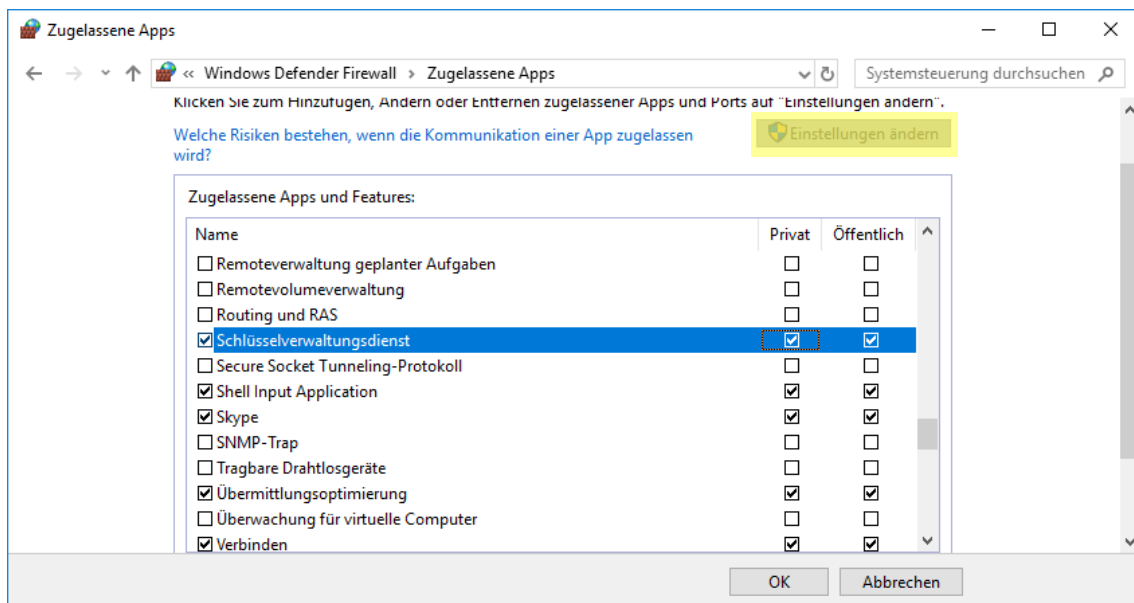 Zugelassene Apps
« Windows Defender Firewall › Zugelassene Apps
Systemsteuerung durchsuchen
Klicken Sie zum Hinzufügen, Ändern oder Entfernen zugelassener Apps und Ports auf "Einstellungen ändern".
Welche Risiken bestehen, wenn die Kommunikation einer App zugelassen
wird?
Einstellungen ändern
Zugelassene Apps und Features:
Name Privat Öffentlich
Remoteverwaltung geplanter Aufgaben
Remotevolumeverwaltung
Routing und RAS
Schlüsselverwaltungsdienst
Secure Socket Tunneling-Protokoll
Shell Input Application
Skype
SNMP-Trap
Tragbare Drahtlosgeräte
Übermittlungsoptimierung
Überwachung für virtuelle Computer
Verbinden
OK Abbrechen